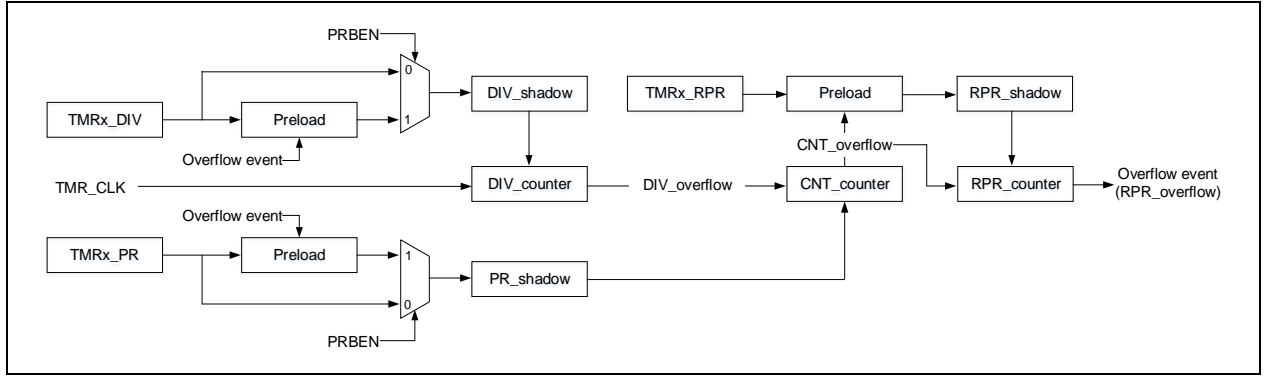 PRBEN
0
DIV_shadow
TMRx_RPR
Preload
RPR_shadow
TMRx_DIV
Preload
1
Overflow event
CNT_overflow
TMR_CLK
DIV_counter
DIV_overflow
CNT_counter
RPR_counter
Overflow event
(RPR_overflow)
Overflow event
TMRx_PR
Preload
1
PR_shadow
0
PRBEN